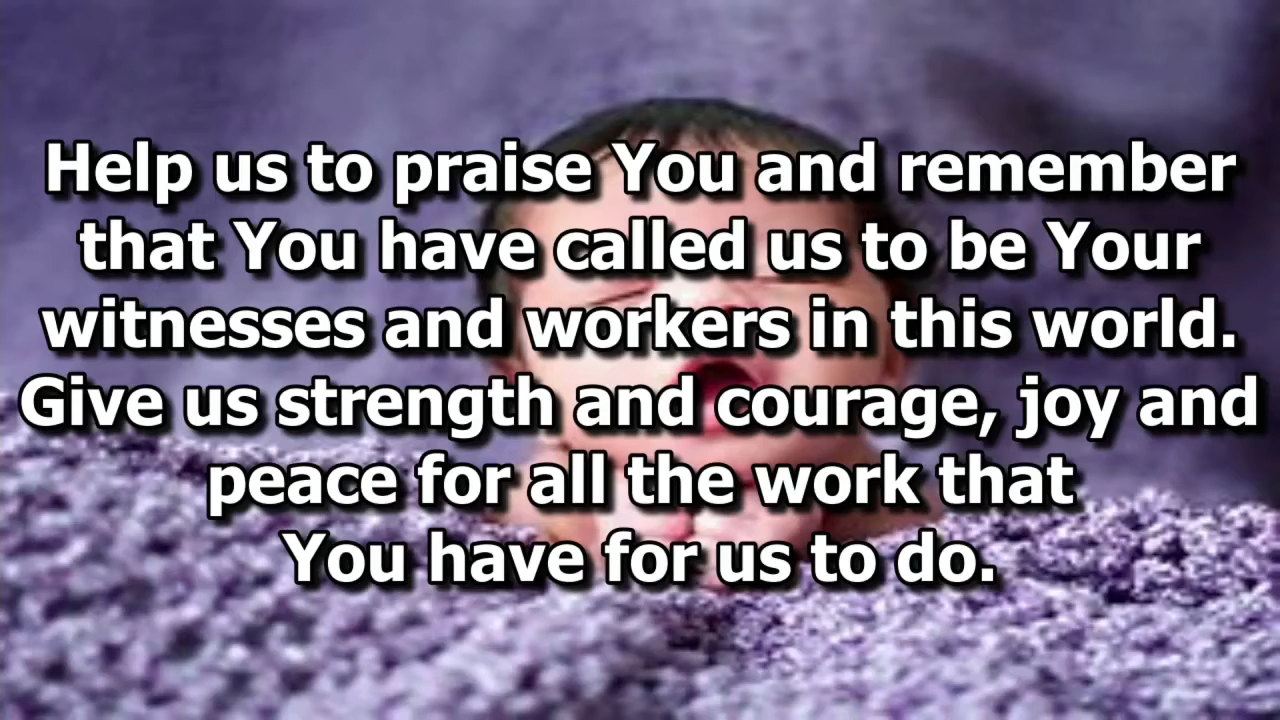 Help us to praise You and remember
that You have called us to be Your
witnesses and workers in this world.
Give us strength and courage, joy and
peace for all the work that
You have for us to do.